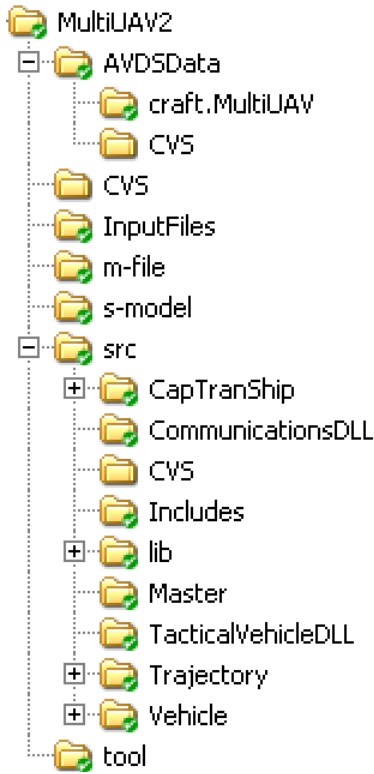 MultiUAV2
AVDSData
craft.MultiUAV
CVS
CVS
InputFiles
m-file
s-model
src
CapTranShip
CommunicationsDLL
CVS
Includes
lib
Master
TacticalVehicleDLL
Trajectory
Vehicle
tool